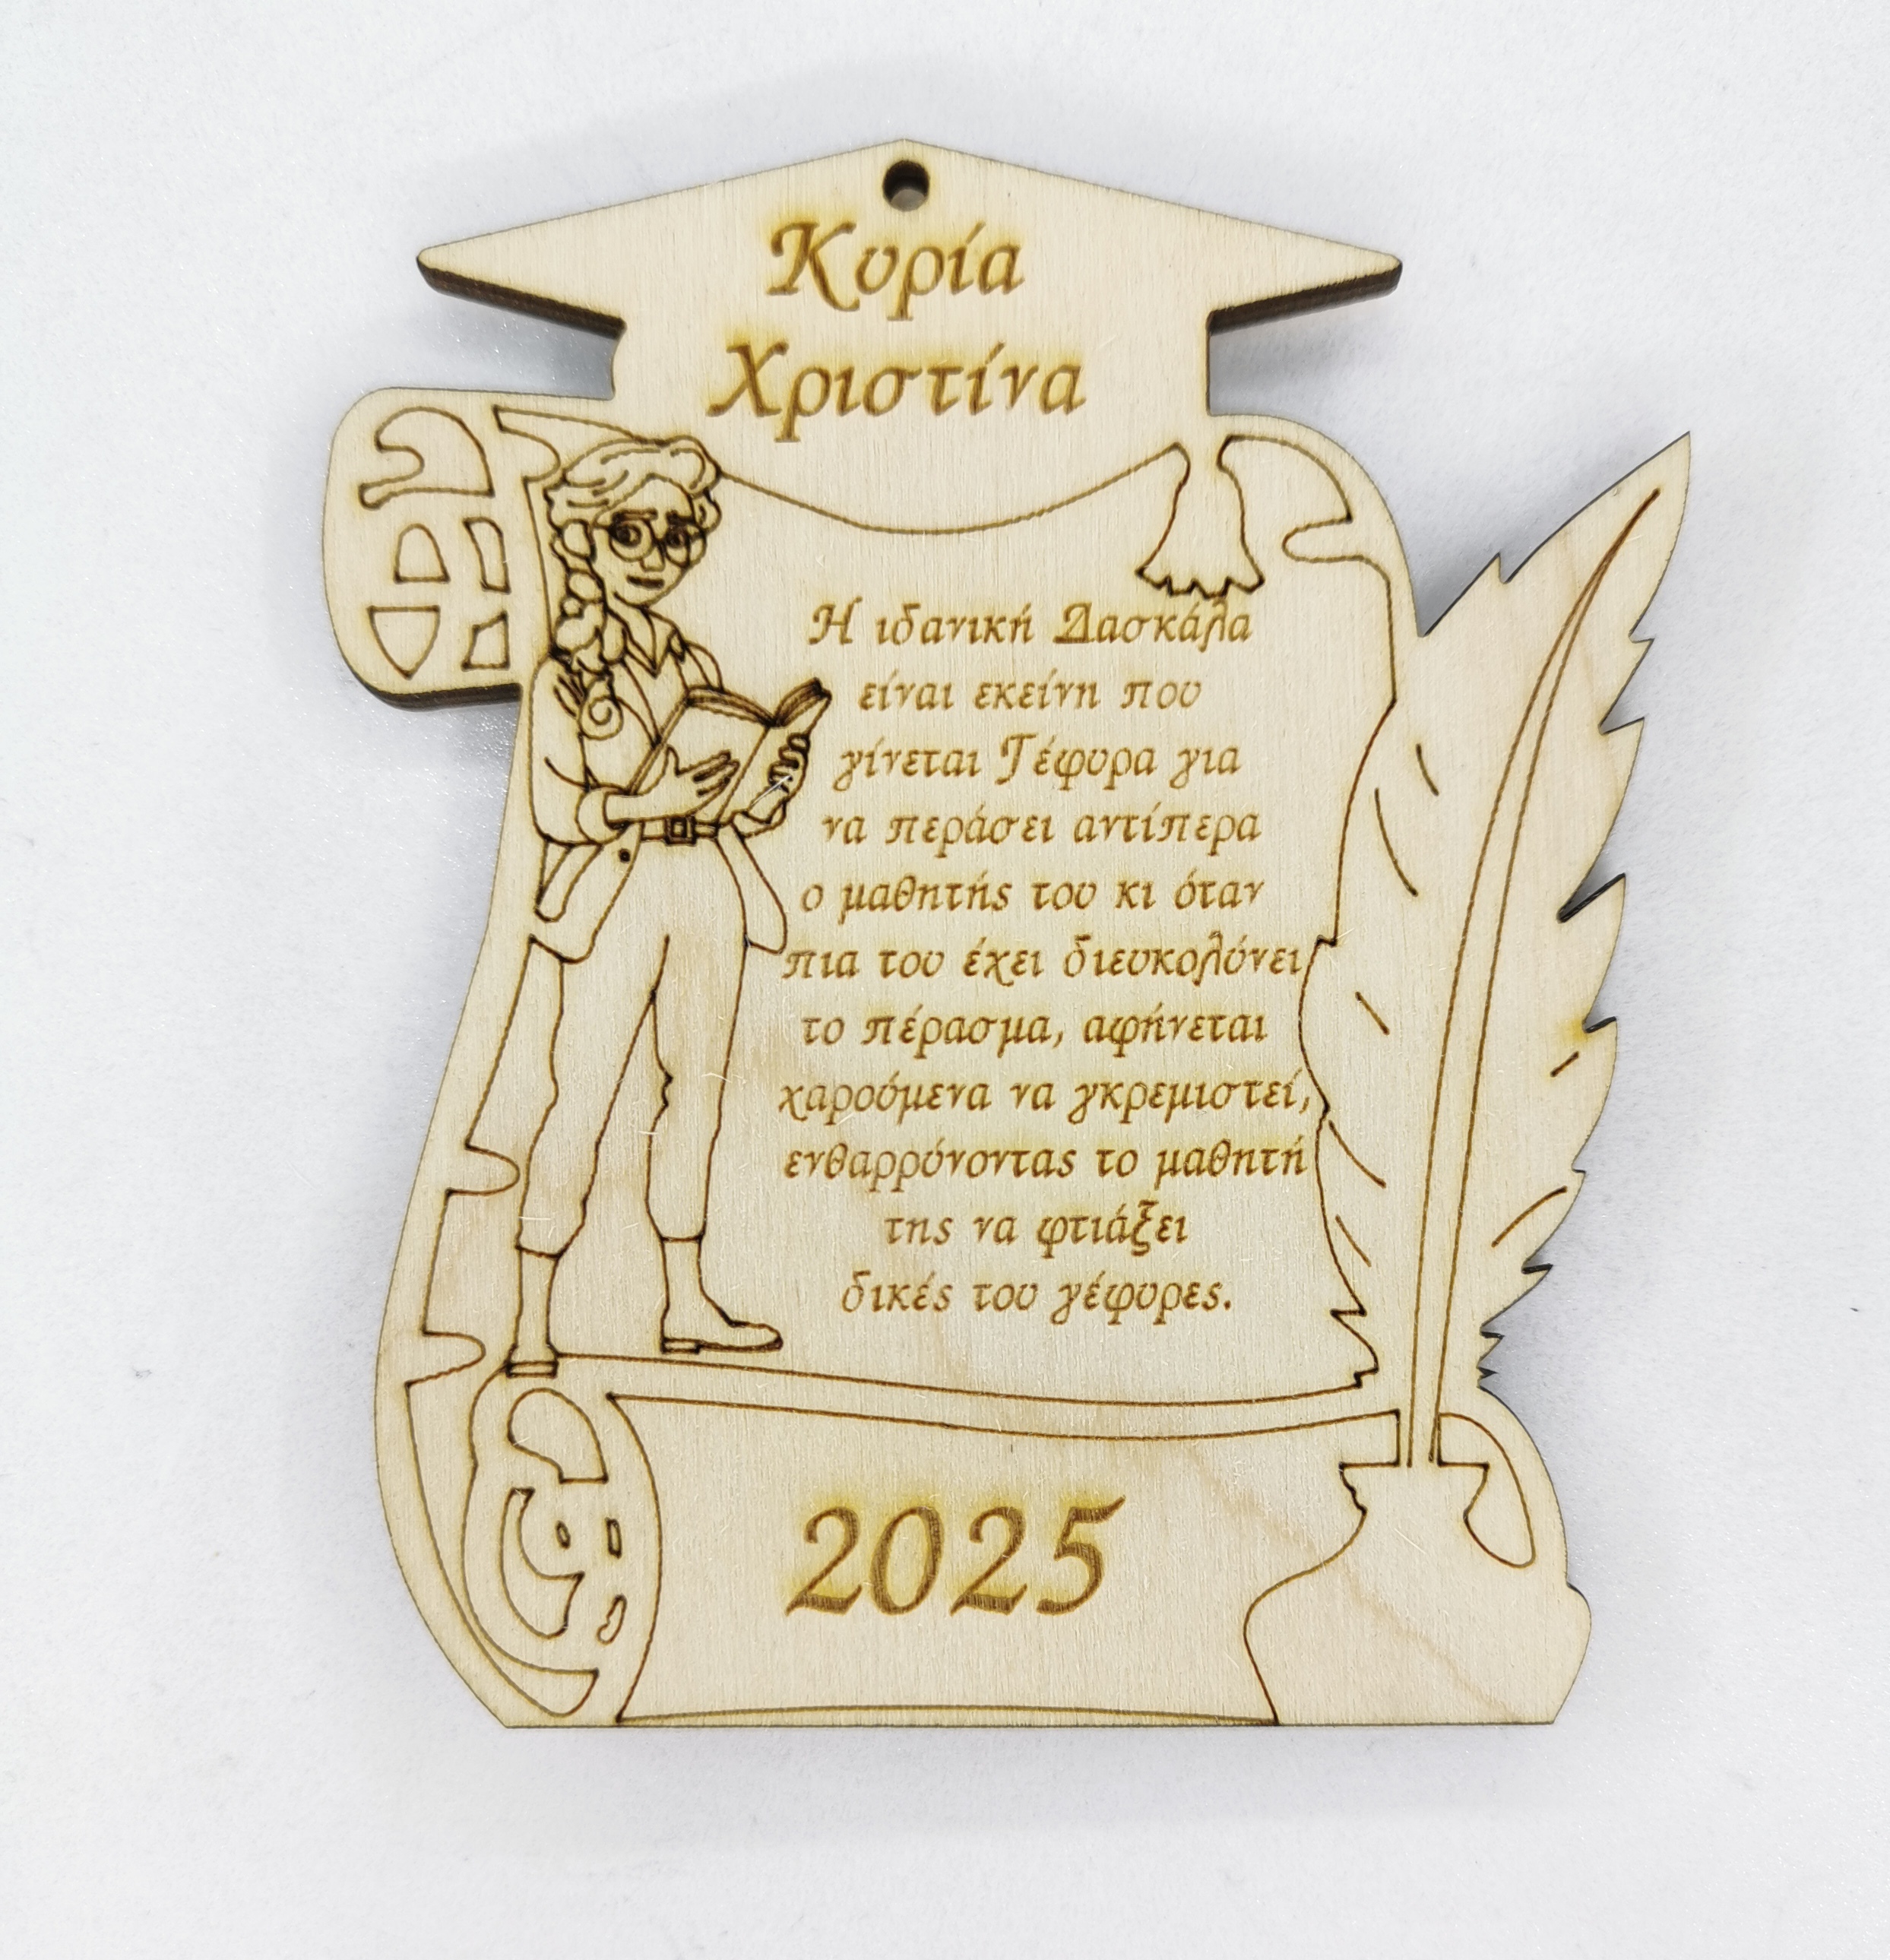 Κυρία
Χριστίνα
Η ιδανική Δασκάλα
είναι εκείνη που
γίνεται Γέφυρα για
να περάσει αντίπερα
ο μαθητής του κι όταν
πια του έχει διευκολύνει
το πέρασμα, αφήνεται
χαρούμενα να γκρεμιστεί,
ενθαρρύνοντας το μαθητή
της να φτιάξει
δικές του γέφυρες.
2025